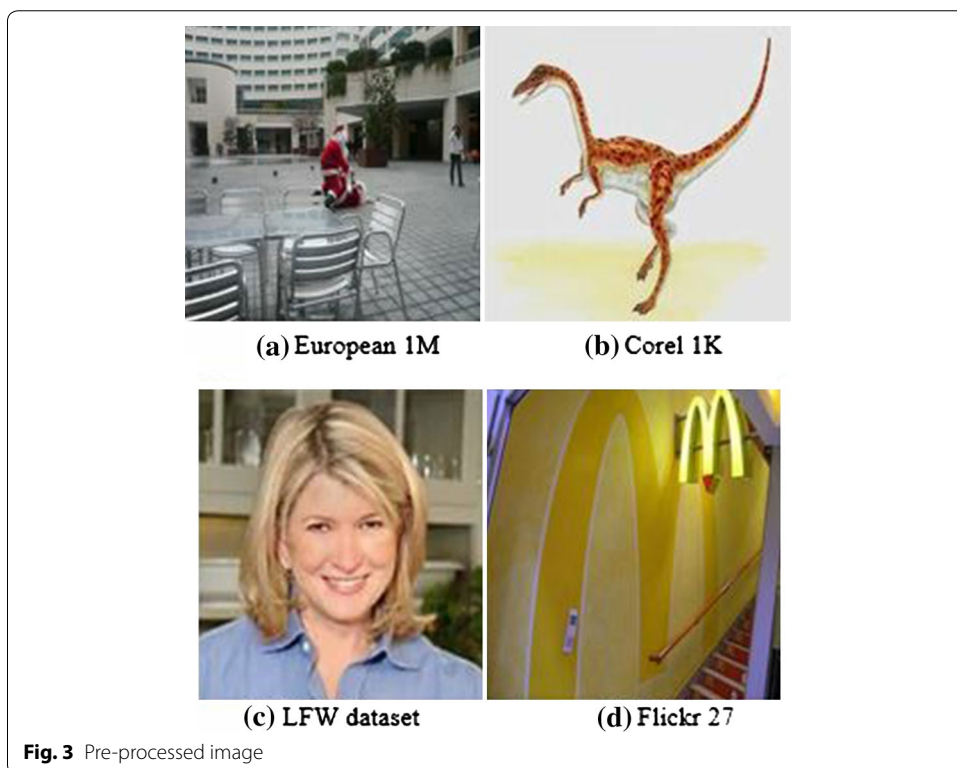 (a) European 1M
(b) Corel 1K
(c) LFW dataset
(d) Flickr 27
Fig. 3 Pre-processed image